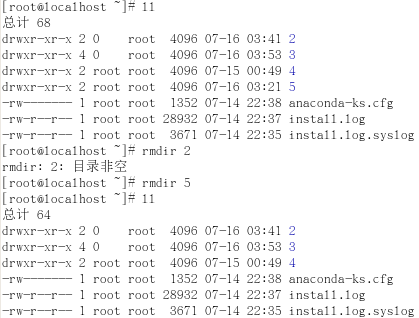 [root@localhost ~]# ll
总计 68
drwxr-xr-x 2 0 root 4096 07-16 03:41 2
drwxr-xr-x 4 0 root 4096 07-16 03:53 3
drwxr-xr-x 2 root root 4096 07-15 00:49 4
drwxr-xr-x 2 root root 4096 07-16 03:21 5
-rw------- 1 root root 1352 07-14 22:38 anaconda-ks.cfg
-rw-r--r-- 1 root root 28932 07-14 22:37 install.log
-rw-r--r-- 1 root root 3671 07-14 22:35 install.log.syslog
[root@localhost ~]# rmdir 2
rmdir: 2: 目录非空
[root@localhost ~]# rmdir 5
[root@localhost ~]# ll
总计 64
drwxr-xr-x 2 0 root 4096 07-16 03:41 2
drwxr-xr-x 4 0 root 4096 07-16 03:53 3
drwxr-xr-x 2 root root 4096 07-15 00:49 4
-rw------- 1 root root 1352 07-14 22:38 anaconda-ks.cfg
-rw-r--r-- 1 root root 28932 07-14 22:37 install.log
-rw-r--r-- 1 root root 3671 07-14 22:35 install.log.syslog